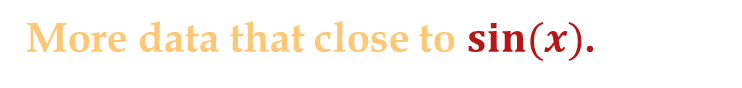 More data that close to sin(x).